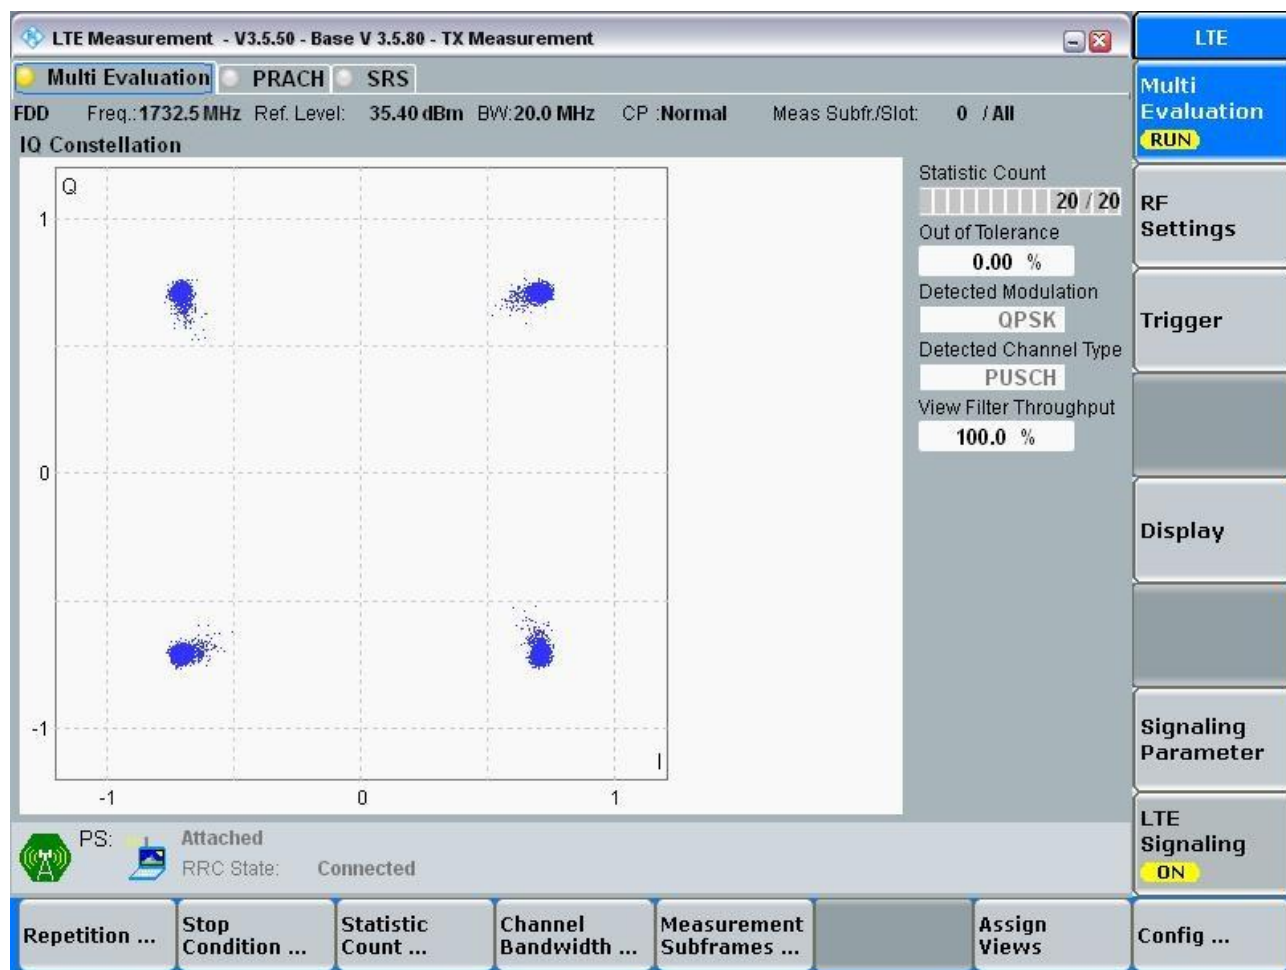 LTE Measurement - V3.5.50 - Base V 3.5.80 - TX Measurement
LTE
Multi Evaluation PRACH SRS
FDD Freq.: 1732.5 MHz Ref. Level: 35.40 dBm BW: 20.0 MHz CP : Normal Meas Subfr./Slot: 0 / All
IQ Constellation
Q
1
0
-1
-1 0 1
I
Statistic Count
20 / 20
Out of Tolerance
0.00 %
Detected Modulation
QPSK
Detected Channel Type
PUSCH
View Filter Throughput
100.0 %
Multi
Evaluation
RUN
RF
Settings
Trigger
Display
Signaling
Parameter
LTE
Signaling
ON
PS: Attached
RRC State: Connected
Repetition ...
Stop
Condition ...
Statistic
Count ...
Channel
Bandwidth ...
Measurement
Subframes ...
Assign
Views
Config ...